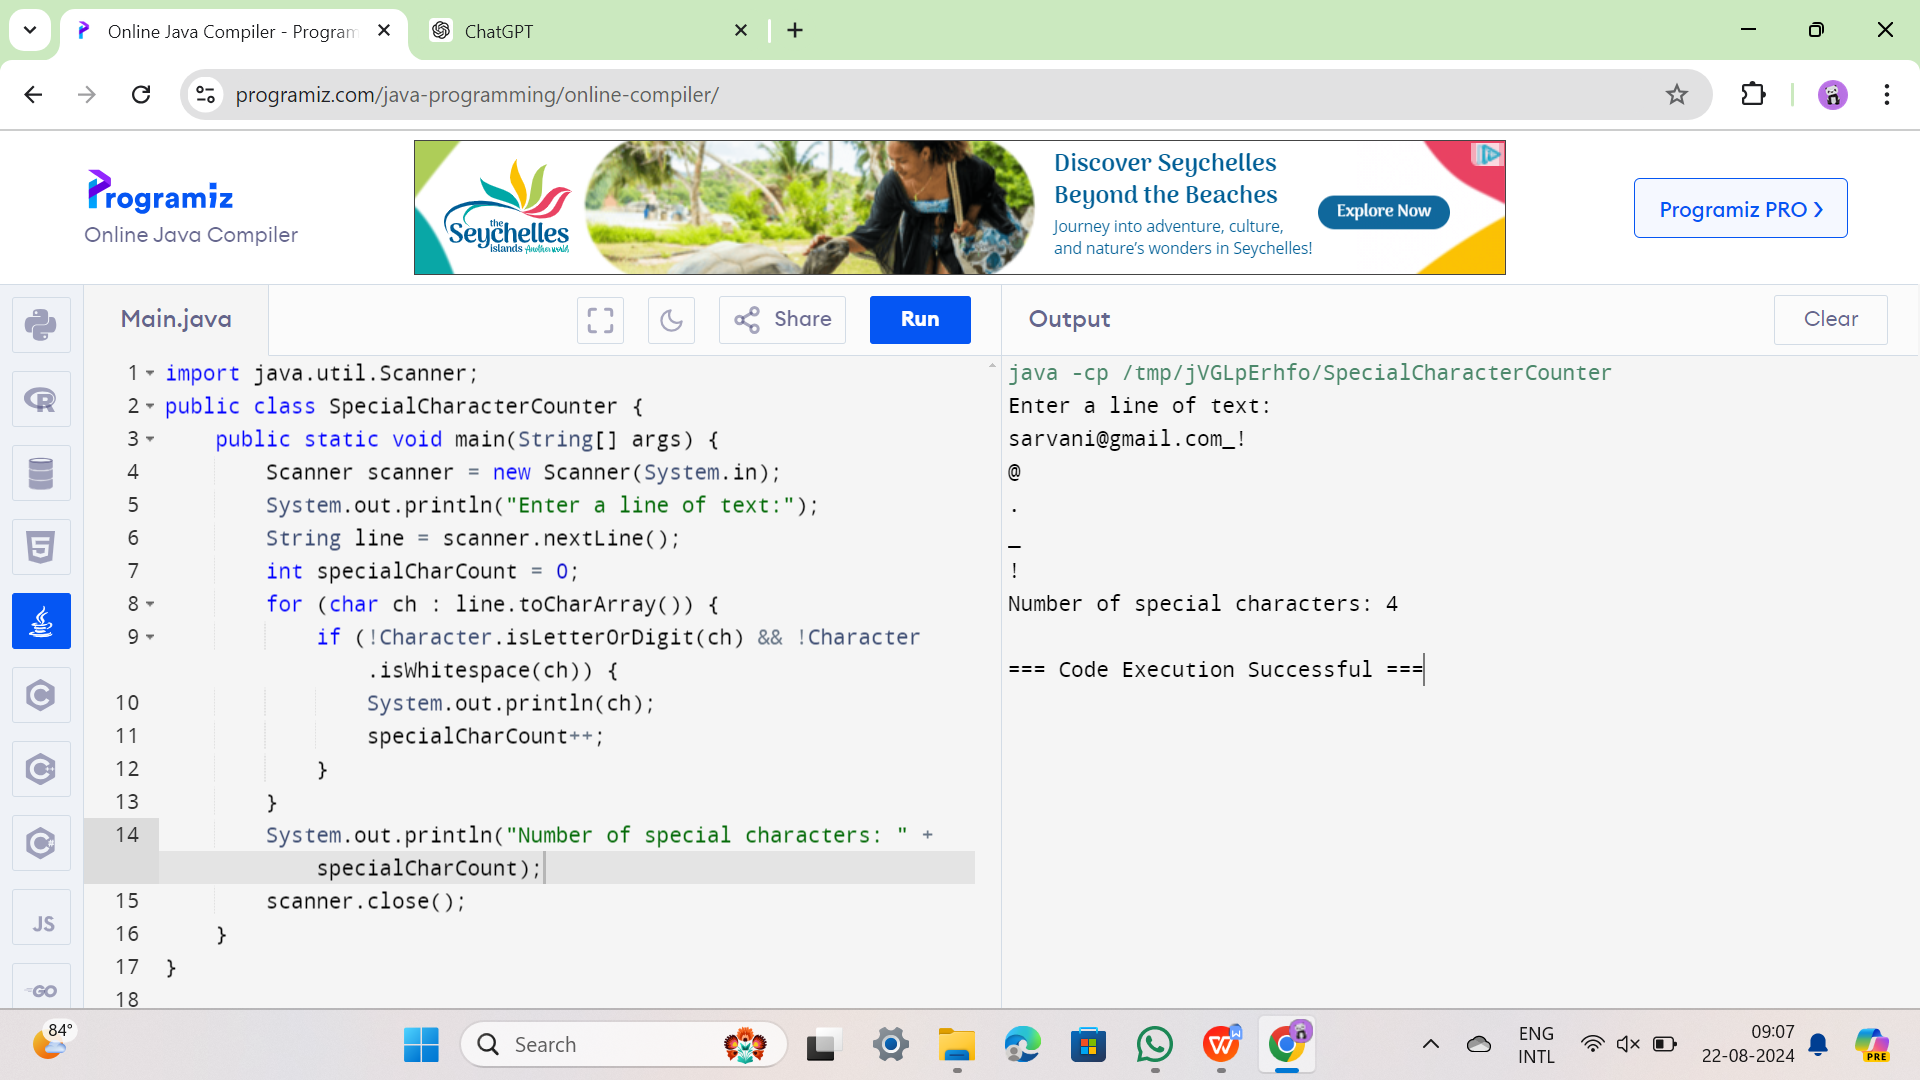 Online Java Compiler - Program
ChatGPT
programiz.com/java-programming/online-compiler/
Programiz
Online Java Compiler
the
Seychelles
islands Another world
Discover Seychelles
Beyond the Beaches
Journey into adventure, culture,
and nature's wonders in Seychelles!
Explore Now
Programiz PRO ❯
Main.java
Share
Run
Output
Clear
1 import java.util.Scanner;
2 public class SpecialCharacterCounter {
3 public static void main(String[] args) {
4 Scanner scanner = new Scanner(System.in);
5 System.out.println("Enter a line of text:");
6 String line = scanner.nextLine();
7 int specialCharCount = 0;
8 for (char ch : line.toCharArray()) {
9 if (!Character.isLetterOrDigit(ch) && !Character
.isWhitespace(ch)) {
10 System.out.println(ch);
11 specialCharCount++;
12 }
13 }
14 System.out.println("Number of special characters: " +
specialCharCount);
15 scanner.close();
16 }
17 }
18
java -cp /tmp/jVGLpErhfo/SpecialCharacterCounter
Enter a line of text:
sarvani@gmail.com_!
@
.
_
!
Number of special characters: 4
=== Code Execution Successful ===
R
5
C
C
C#
JS
GO
84°
Search
W
W
ENG
INTL
09:07
22-08-2024
PRE